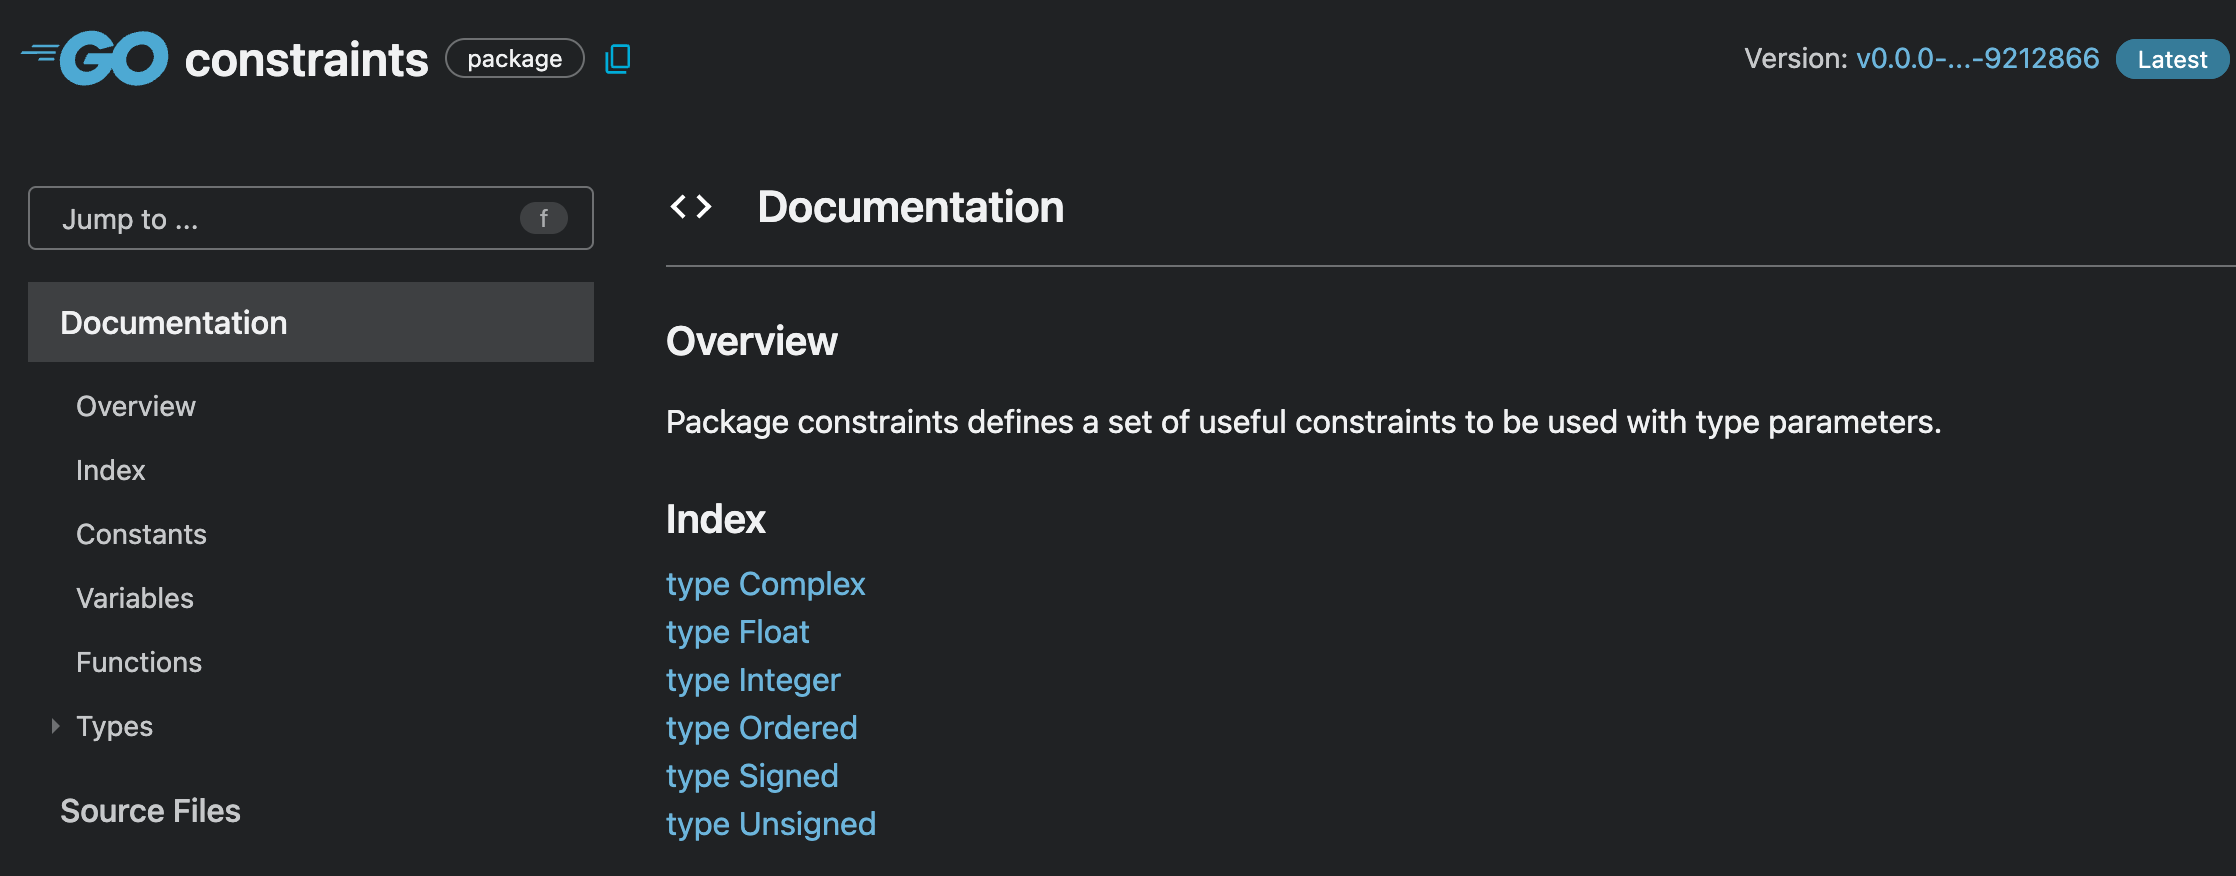 GO constraints package
Version: v0.0.0-...-9212866 Latest
Jump to ... f
Documentation
Overview
Index
Constants
Variables
Functions
Types
Source Files
Documentation
Overview
Package constraints defines a set of useful constraints to be used with type parameters.
Index
type Complex
type Float
type Integer
type Ordered
type Signed
type Unsigned